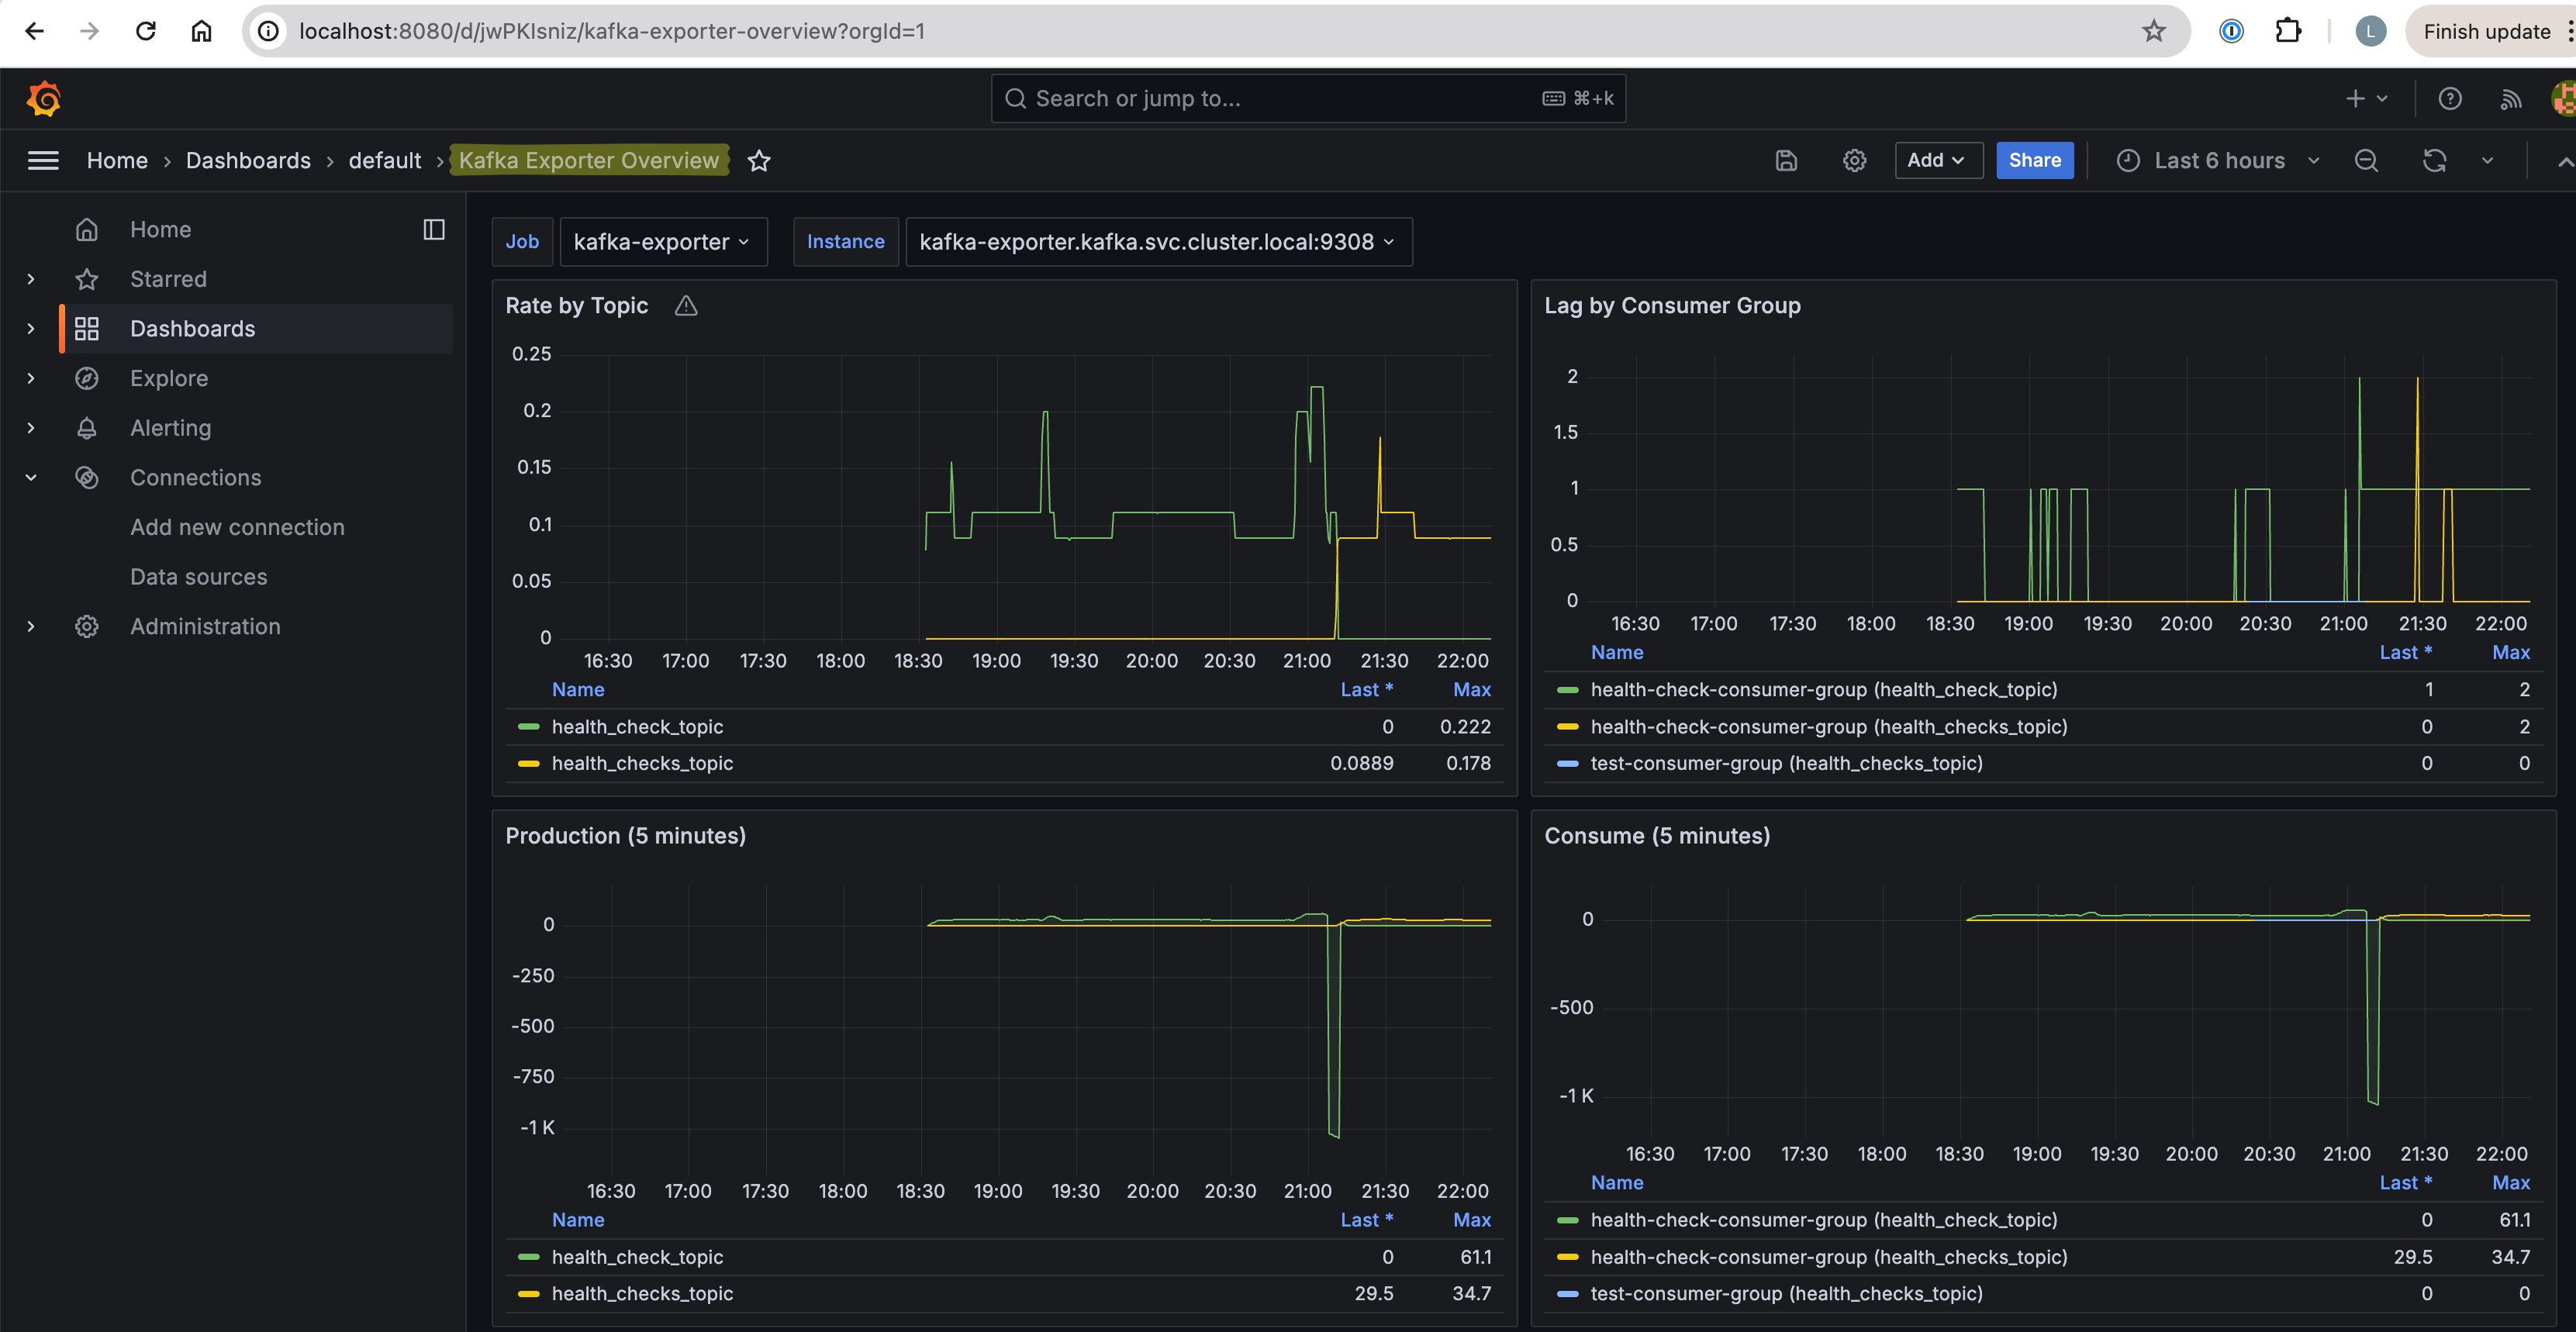 localhost:8080/d/jwPKIsniz/kafka-exporter-overview?orgId=1
L
Finish update
Search or jump to...
⌘+k
Home › Dashboards › default › Kafka Exporter Overview
Add
Share
Last 6 hours
Home
Starred
Dashboards
Explore
Alerting
Connections
Add new connection
Data sources
Administration
Job
kafka-exporter
Instance
kafka-exporter.kafka.svc.cluster.local:9308
Rate by Topic
0.25
0.2
0.15
0.1
0.05
0
16:30 17:00 17:30 18:00 18:30 19:00 19:30 20:00 20:30 21:00 21:30 22:00
Name Last * Max
health_check_topic 0 0.222
health_checks_topic 0.0889 0.178
Lag by Consumer Group
2
1.5
1
0.5
0
16:30 17:00 17:30 18:00 18:30 19:00 19:30 20:00 20:30 21:00 21:30 22:00
Name Last * Max
health-check-consumer-group (health_check_topic) 1 2
health-check-consumer-group (health_checks_topic) 0 2
test-consumer-group (health_checks_topic) 0 0
Production (5 minutes)
0
-250
-500
-750
-1 K
16:30 17:00 17:30 18:00 18:30 19:00 19:30 20:00 20:30 21:00 21:30 22:00
Name Last * Max
health_check_topic 0 61.1
health_checks_topic 29.5 34.7
Consume (5 minutes)
0
-500
-1 K
16:30 17:00 17:30 18:00 18:30 19:00 19:30 20:00 20:30 21:00 21:30 22:00
Name Last * Max
health-check-consumer-group (health_check_topic) 0 61.1
health-check-consumer-group (health_checks_topic) 29.5 34.7
test-consumer-group (health_checks_topic) 0 0